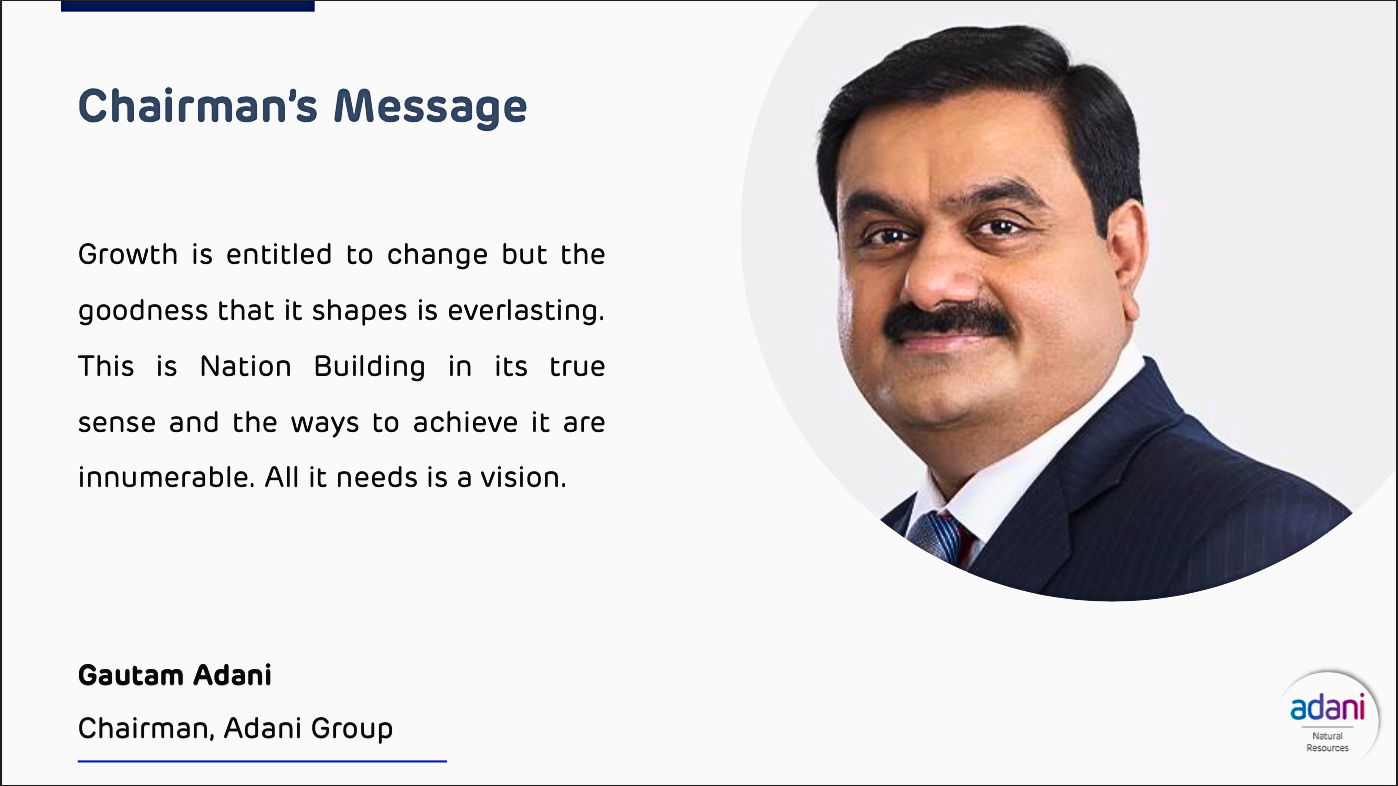 Chairman's Message
Growth is entitled to change but the
goodness that it shapes is everlasting.
This is Nation Building in its true
sense and the ways to achieve it are
innumerable. All it needs is a vision.
Gautam Adani
Chairman, Adani Group
adani
Natural
Resources